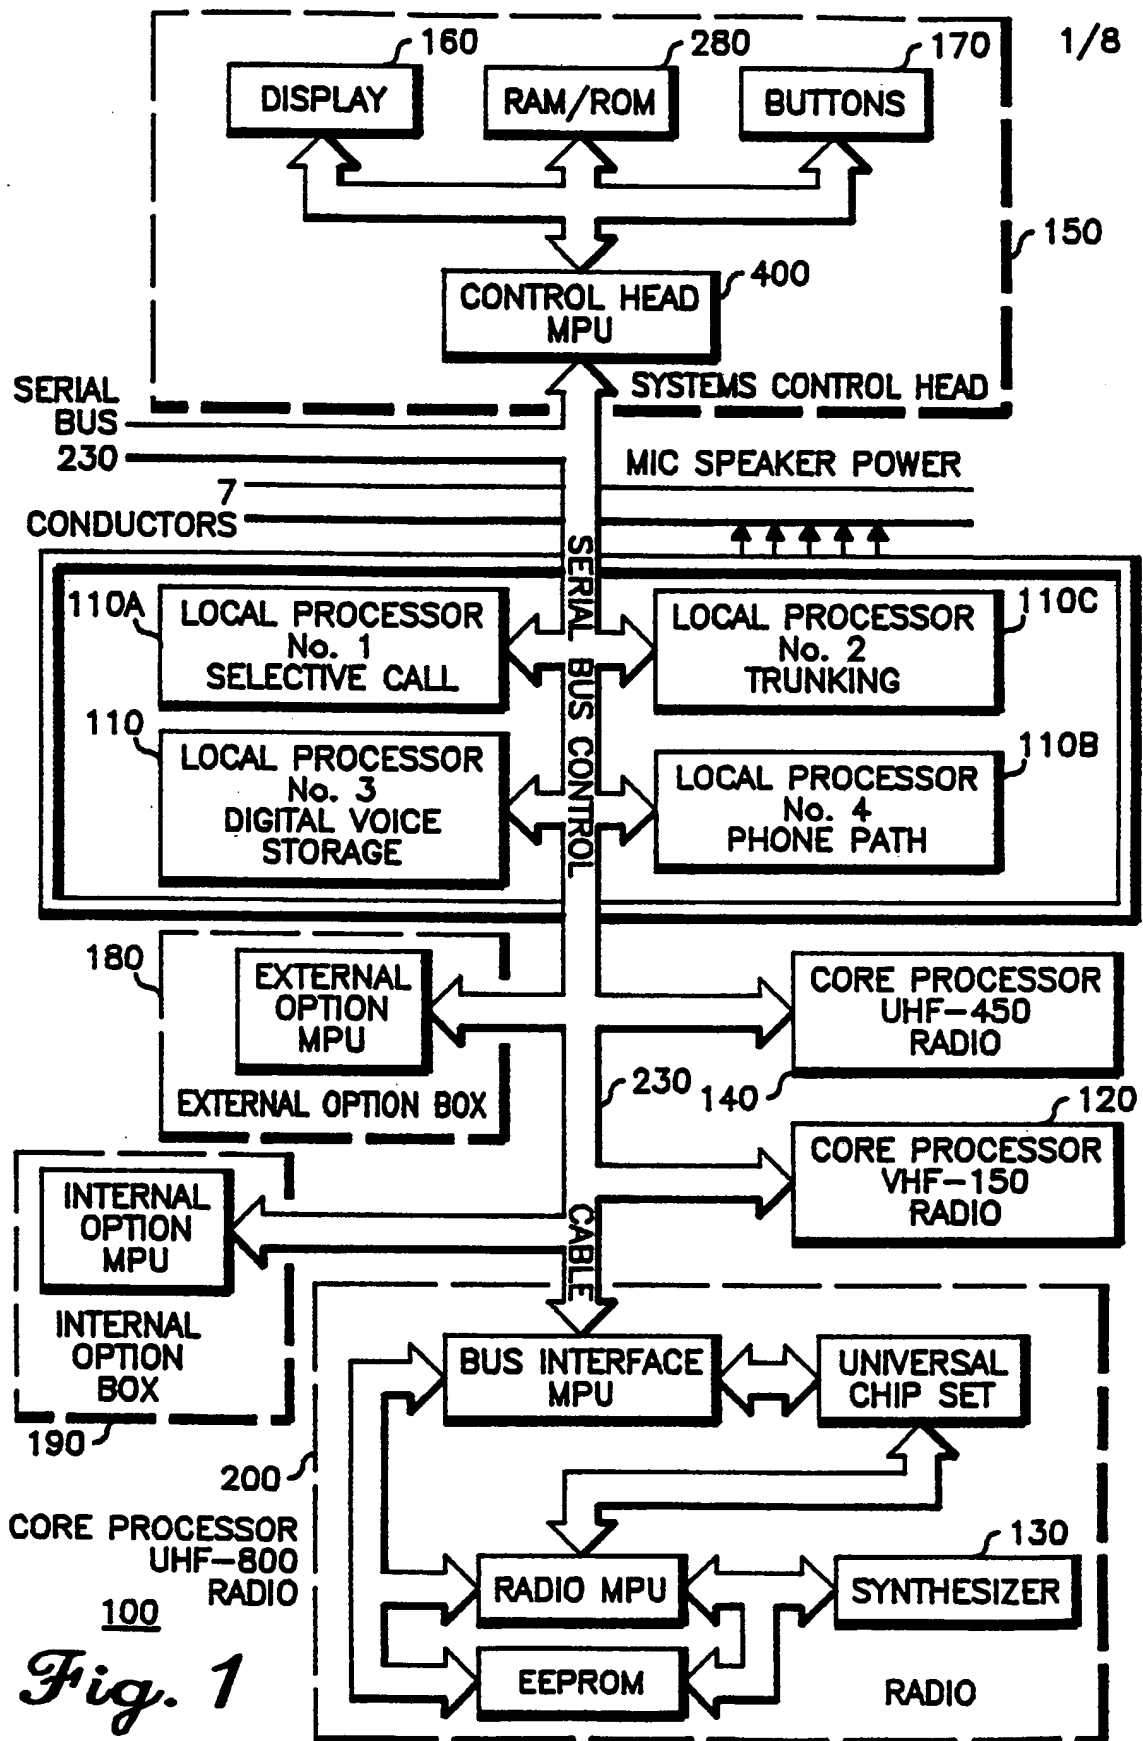 1/8
160
280
170
DISPLAY
RAM/ROM
BUTTONS
150
400
CONTROL HEAD
MPU
SYSTEMS CONTROL HEAD
SERIAL
BUS
230
MIC SPEAKER POWER
7
CONDUCTORS
SERIAL BUS CONTROL
110A
LOCAL PROCESSOR
No. 1
SELECTIVE CALL
110C
LOCAL PROCESSOR
No. 2
TRUNKING
110
LOCAL PROCESSOR
No. 3
DIGITAL VOICE
STORAGE
110B
LOCAL PROCESSOR
No. 4
PHONE PATH
180
EXTERNAL
OPTION
MPU
EXTERNAL OPTION BOX
CORE PROCESSOR
UHF-450
RADIO
230
140
120
CORE PROCESSOR
VHF-150
RADIO
INTERNAL
OPTION
MPU
INTERNAL
OPTION
BOX
190
CABLE
BUS INTERFACE
MPU
UNIVERSAL
CHIP SET
200
CORE PROCESSOR
UHF-800
RADIO
130
RADIO MPU
SYNTHESIZER
EEPROM
RADIO
100
Fig. 1